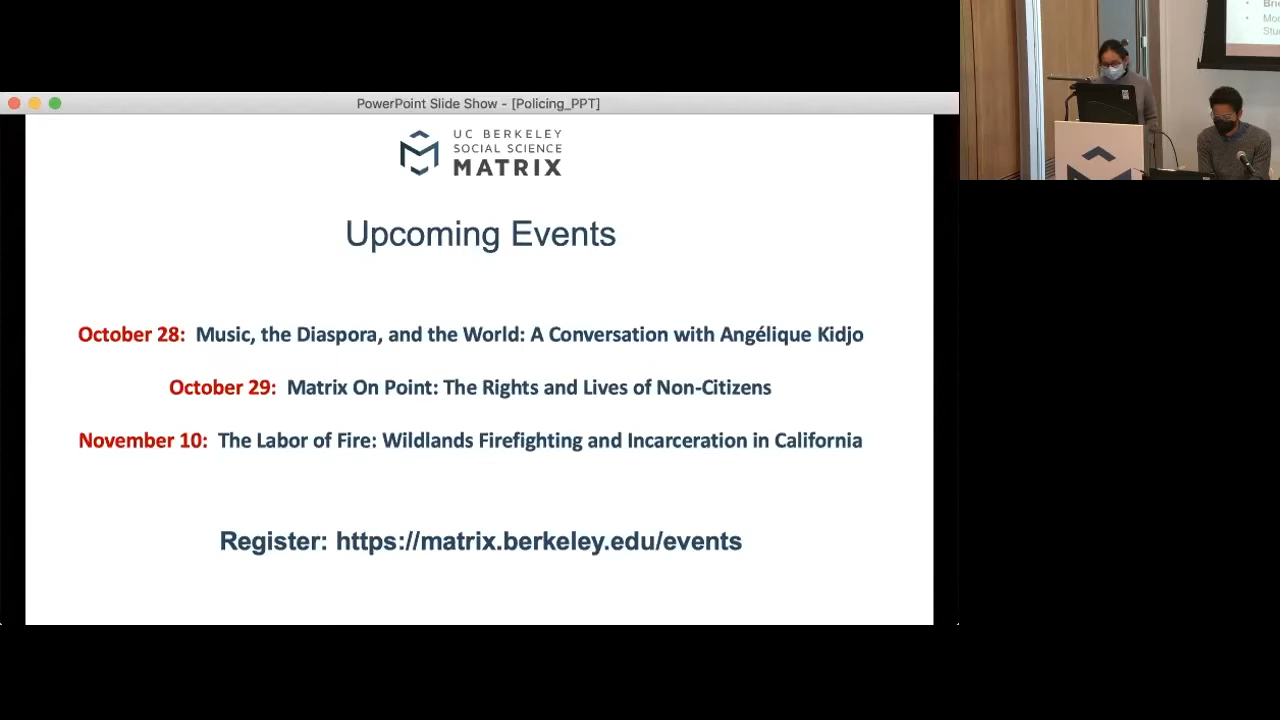 PowerPoint Slide Show - [Policing_PPT]
UC BERKELEY
SOCIAL SCIENCE
MATRIX
Upcoming Events
October 28: Music, the Diaspora, and the World: A Conversation with Angélique Kidjo
October 29: Matrix On Point: The Rights and Lives of Non-Citizens
November 10: The Labor of Fire: Wildlands Firefighting and Incarceration in California
Register: https://matrix.berkeley.edu/events